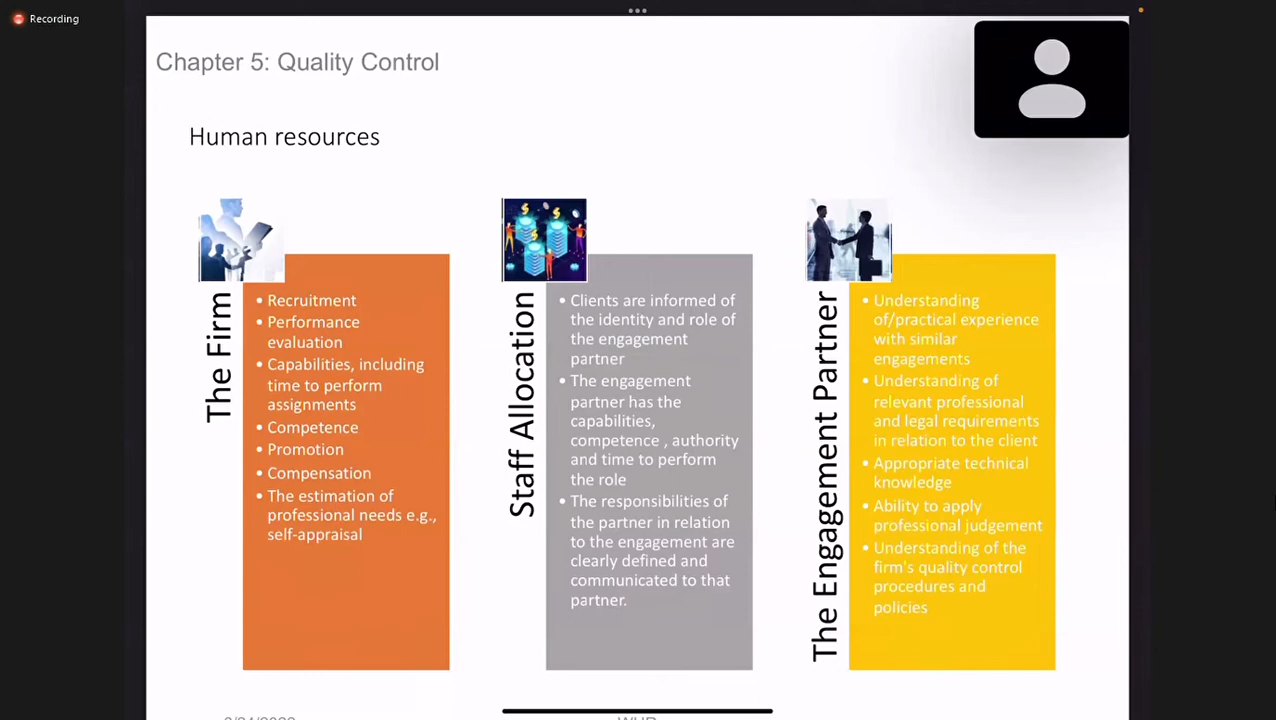 Recording
Chapter 5: Quality Control
Human resources
The Firm
• Recruitment
• Performance
evaluation
• Capabilities, including
time to perform
assignments
• Competence
• Promotion
• Compensation
• The estimation of
professional needs e.g.,
self-appraisal
Staff Allocation
• Clients are informed of
the identity and role of
the engagement
partner
• The engagement
partner has the
capabilities,
competence , authority
and time to perform
the role
• The responsibilities of
the partner in relation
to the engagement are
clearly defined and
communicated to that
partner.
The Engagement Partner
• Understanding
of/practical experience
with similar
engagements
• Understanding of
relevant professional
and legal requirements
in relation to the client
• Appropriate technical
knowledge
• Ability to apply
professional judgement
• Understanding of the
firm's quality control
procedures and
policies